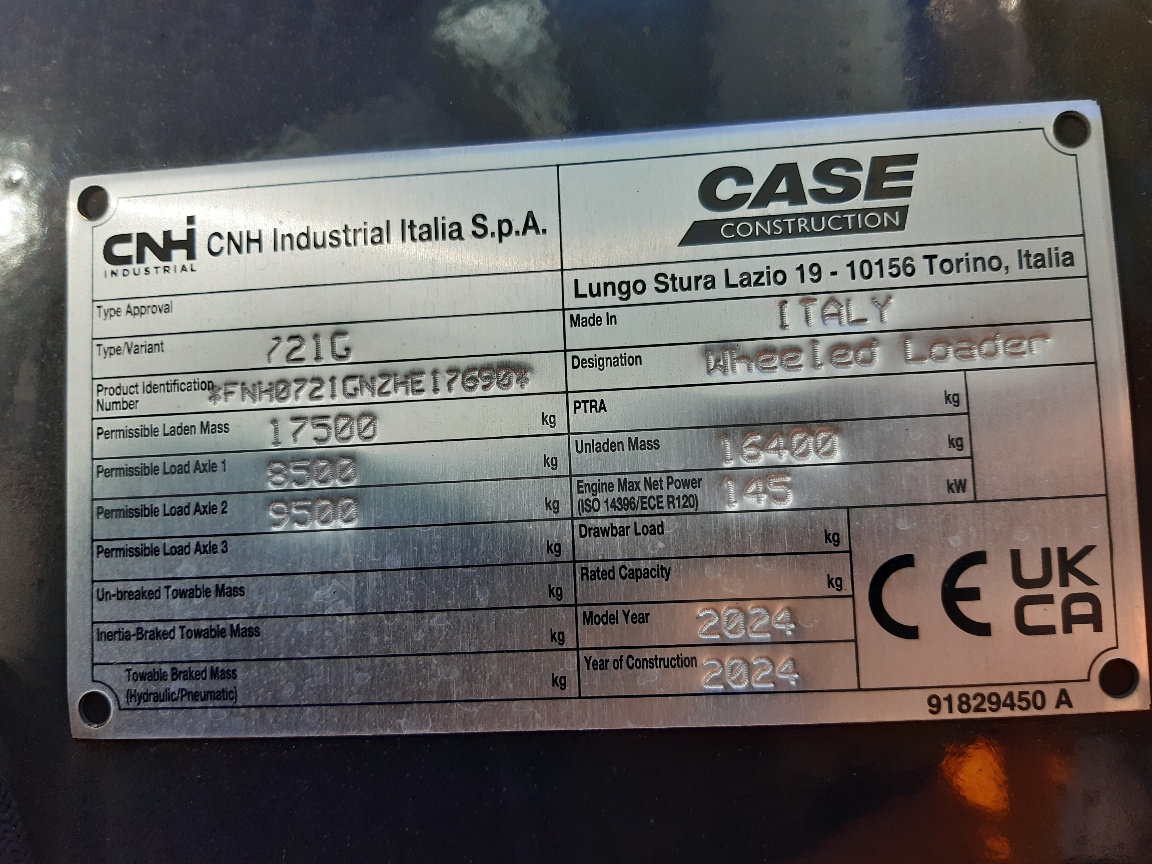 CNHi INDUSTRIAL CNH Industrial Italia S.p.A.
CASE
CONSTRUCTION
Lungo Stura Lazio 19 - 10156 Torino, Italia
Type Approval
Type/Variant 721G
Product Identification Number *FNH0721GNZHE17690*
Permissible Laden Mass 17500 kg
Permissible Load Axle 1 8500 kg
Permissible Load Axle 2 9500 kg
Permissible Load Axle 3 kg
Un-breaked Towable Mass kg
Inertia-Braked Towable Mass kg
Towable Braked Mass kg
(Hydraulic/Pneumatic)
Made In ITALY
Designation Wheeled Loader
PTRA kg
Unladen Mass 16400 kg
Engine Max Net Power 145 kW
(ISO 14396/ECE R120)
Drawbar Load kg
Rated Capacity kg
Model Year 2024
Year of Construction 2024
CE UK CA
91829450 A